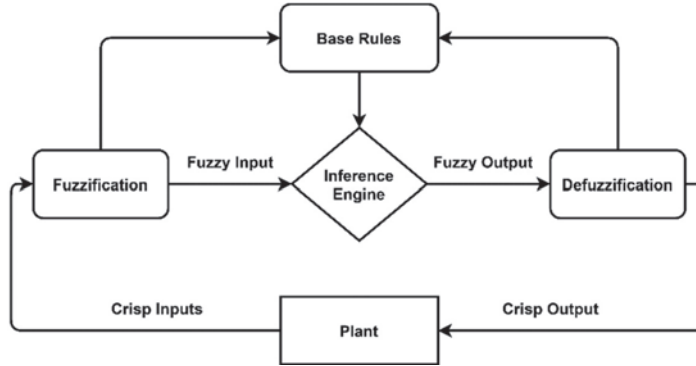 Base Rules
Fuzzy Input
Fuzzy Output
Fuzzification
Inference
Engine
Defuzzification
Crisp Inputs
Crisp Output
Plant